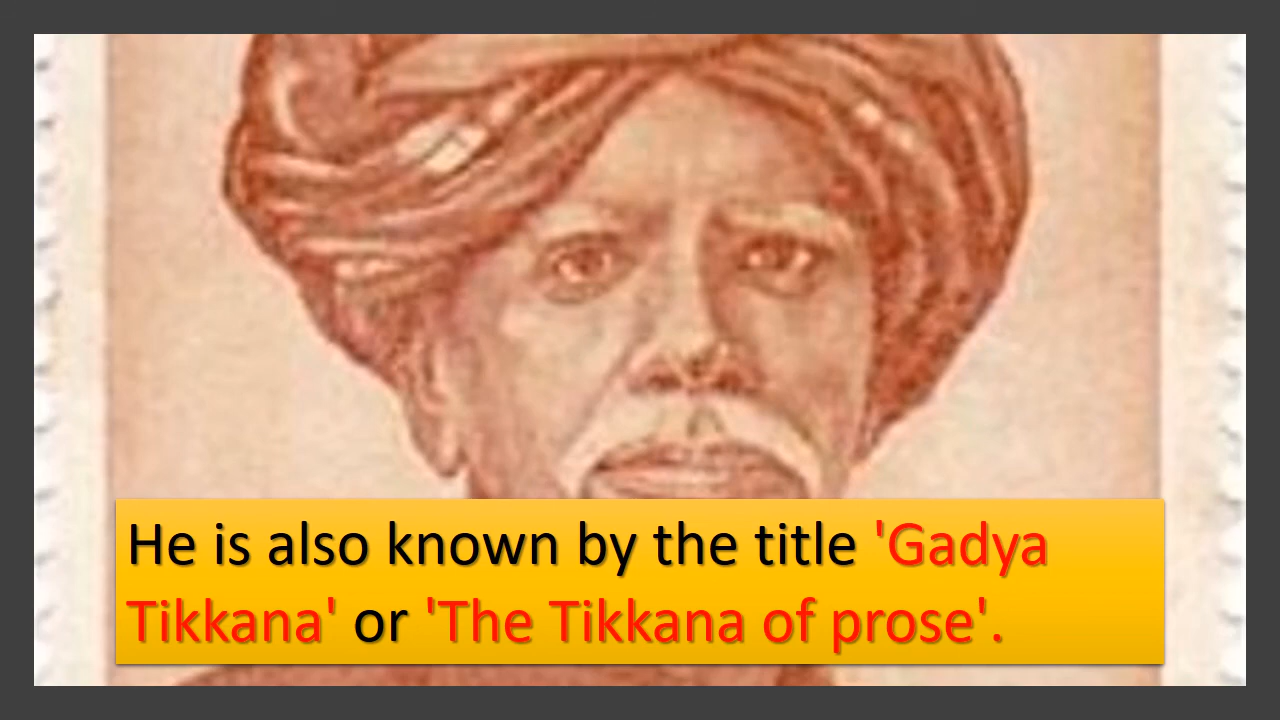 He is also known by the title 'Gadya
Tikkana' or 'The Tikkana of prose'.